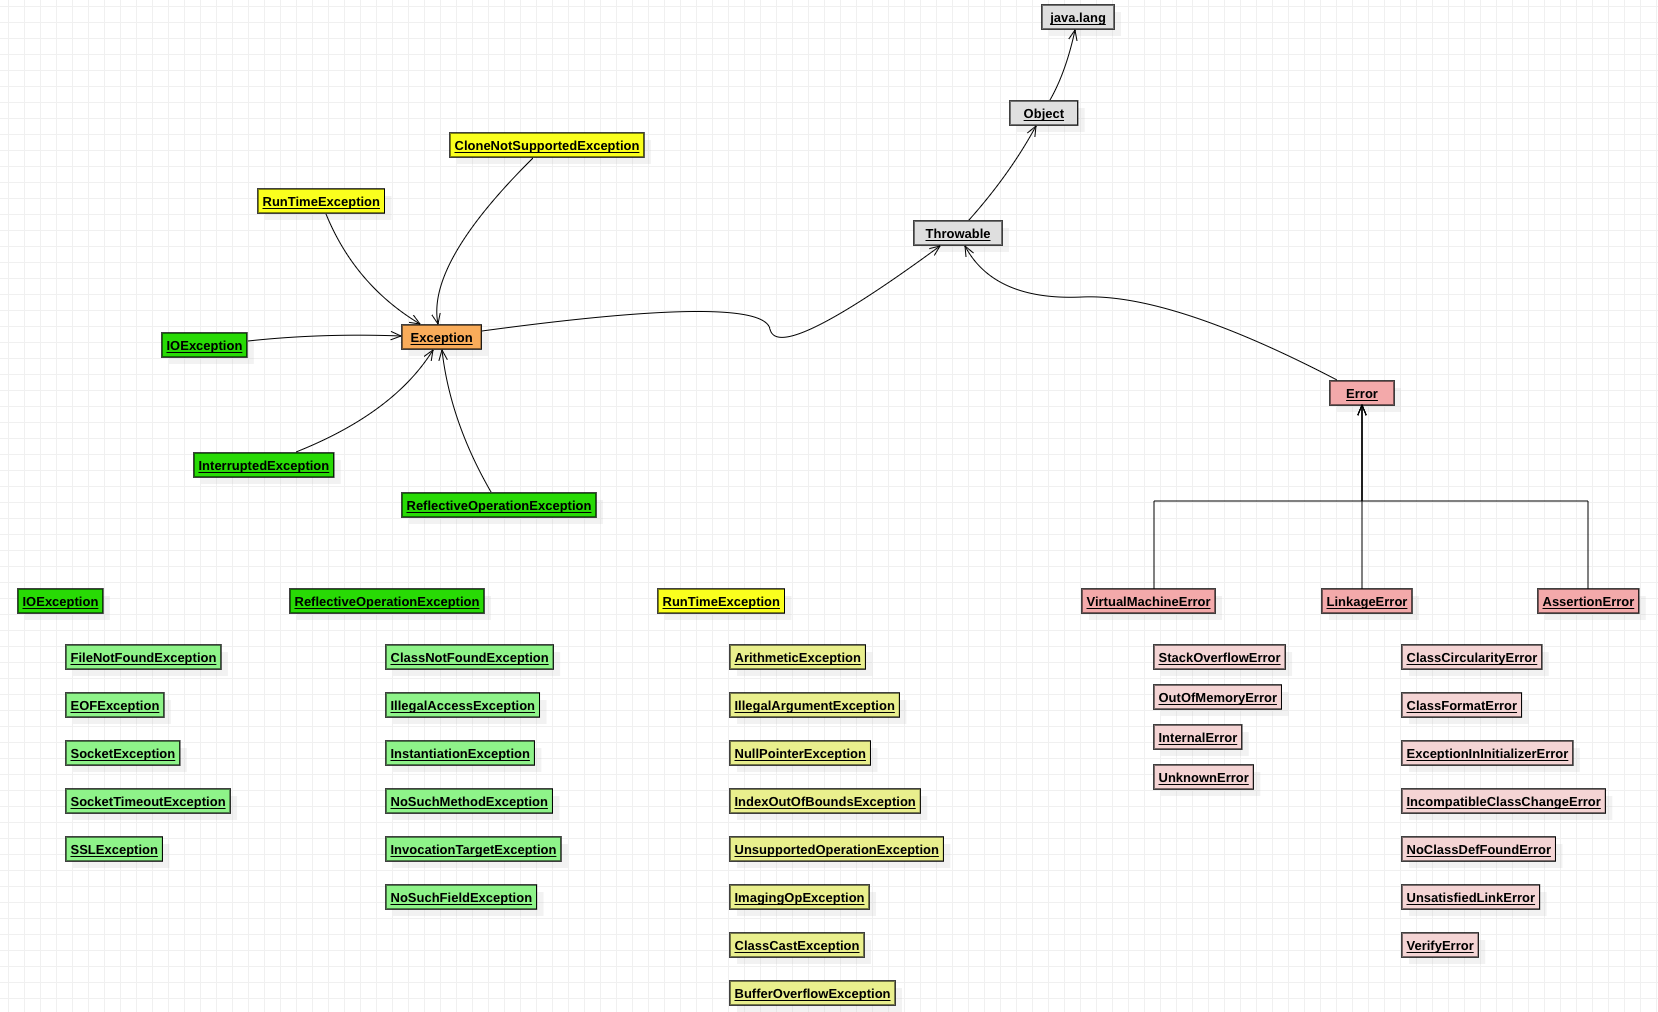 java.lang
Object
CloneNotSupportedException
RunTimeException
Throwable
Exception
IOException
Error
InterruptedException
ReflectiveOperationException
IOException
FileNotFoundException
EOFException
SocketException
SocketTimeoutException
SSLException
ReflectiveOperationException
ClassNotFoundException
IllegalAccessException
InstantiationException
NoSuchMethodException
InvocationTargetException
NoSuchFieldException
RunTimeException
ArithmeticException
IllegalArgumentException
NullPointerException
IndexOutOfBoundsException
UnsupportedOperationException
ImagingOpException
ClassCastException
BufferOverflowException
VirtualMachineError
StackOverflowError
OutOfMemoryError
InternalError
UnknownError
LinkageError
ClassCircularityError
ClassFormatError
ExceptionInInitializerError
IncompatibleClassChangeError
NoClassDefFoundError
UnsatisfiedLinkError
VerifyError
AssertionError